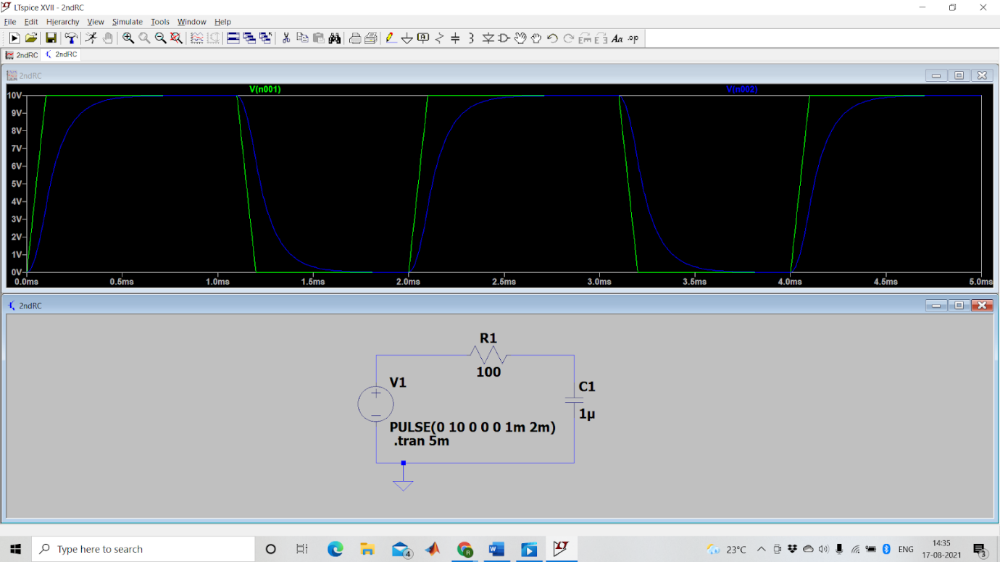 LTspice XVII - 2ndRC
File Edit Hierarchy View Simulate Tools Window Help
2ndRC 2ndRC
2ndRC
V(n001) V(n002)
10V
9V
8V
7V
6V
5V
4V
3V
2V
1V
0V
0.0ms 0.5ms 1.0ms 1.5ms 2.0ms 2.5ms 3.0ms 3.5ms 4.0ms 4.5ms 5.0ms
2ndRC
R1
100
V1
C1
1µ
PULSE(0 10 0 0 0 1m 2m)
.tran 5m
Type here to search
4
23°C
ENG
14:35
17-08-2021
3